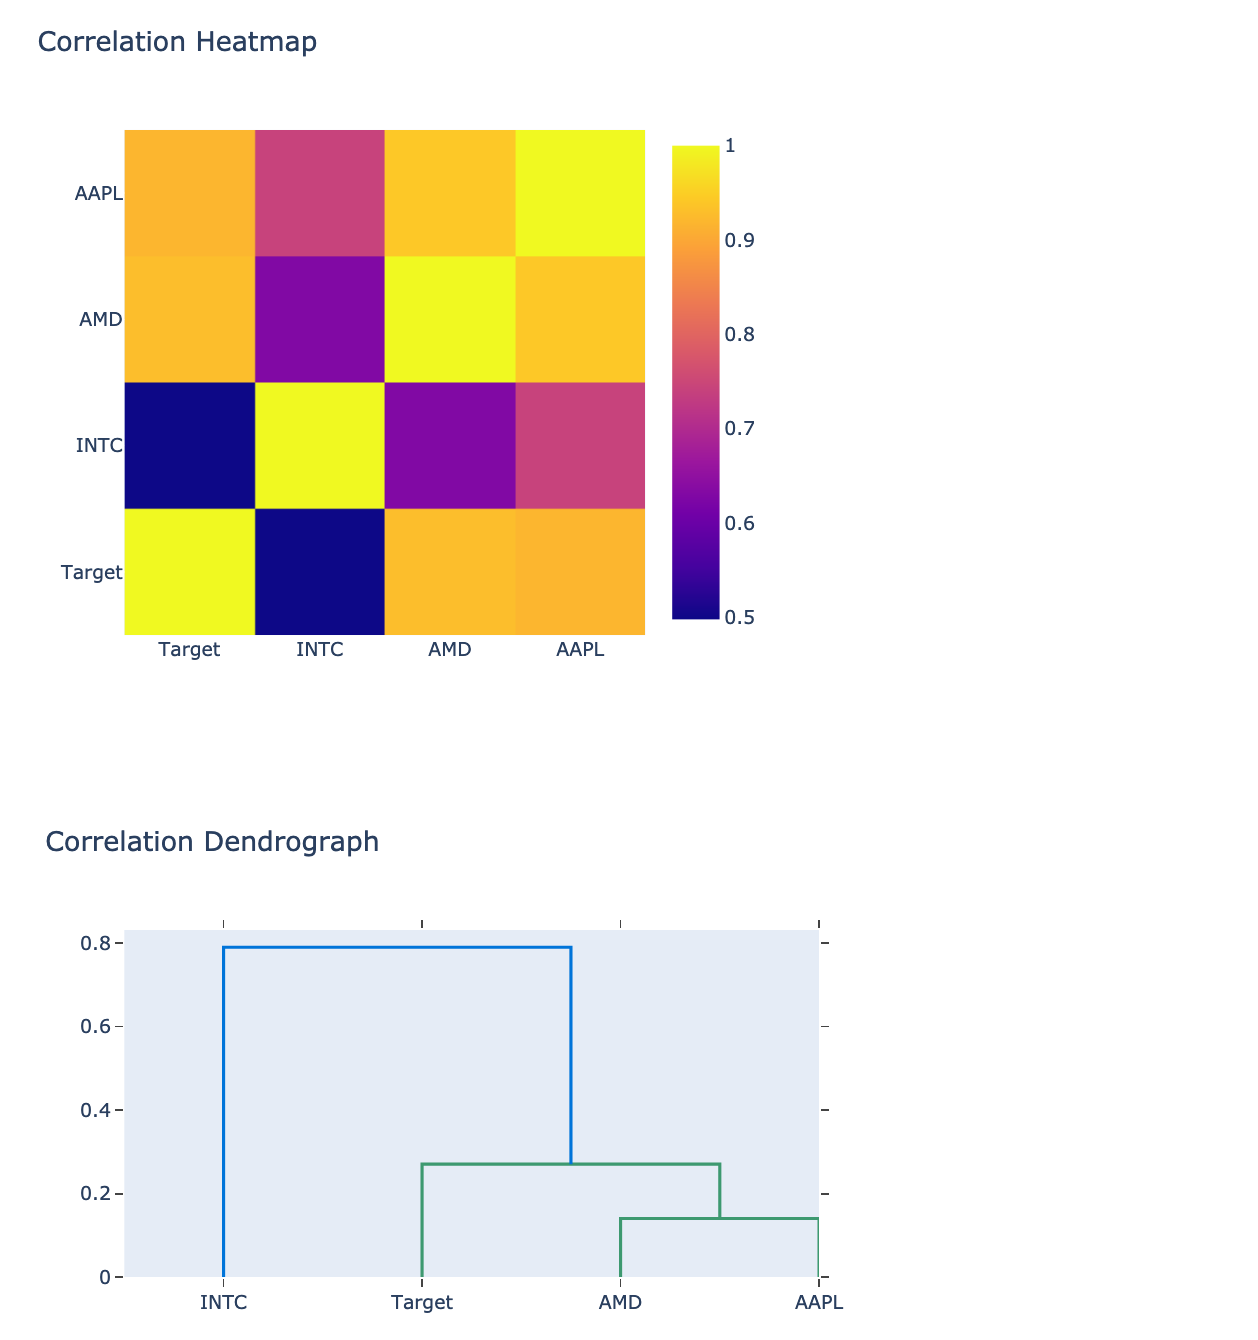 Correlation Heatmap
AAPL
AMD
INTC
Target
Target INTC AMD AAPL
1
0.9
0.8
0.7
0.6
0.5
Correlation Dendrograph
0.8
0.6
0.4
0.2
0
INTC Target AMD AAPL